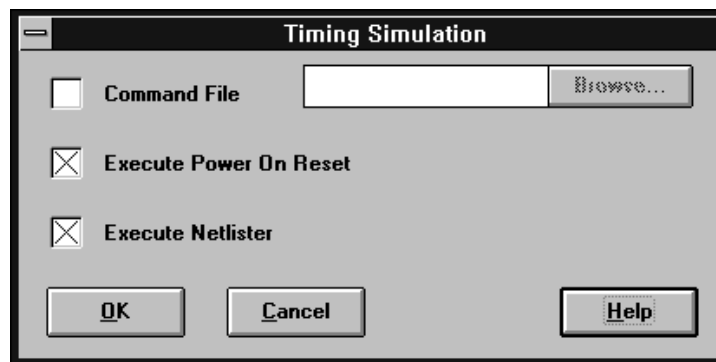 Timing Simulation
Command File
Browse...
Execute Power On Reset
Execute Netlister
OK
Cancel
Help